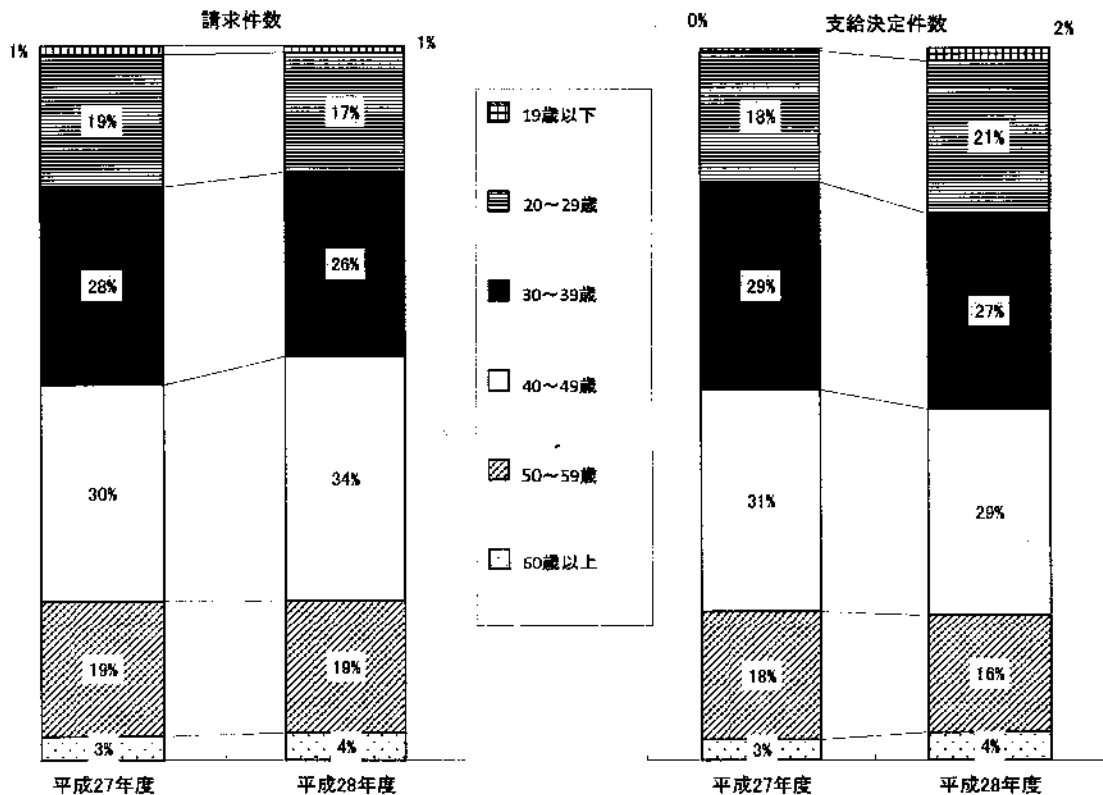 請求件数
1%
1%
19%
17%
28%
26%
30%
34%
19%
19%
3%
4%
平成27年度
平成28年度
19歳以下
20～29歳
30～39歳
40～49歳
50～59歳
60歳以上
支給決定件数
0%
2%
18%
21%
29%
27%
31%
29%
18%
16%
3%
4%
平成27年度
平成28年度